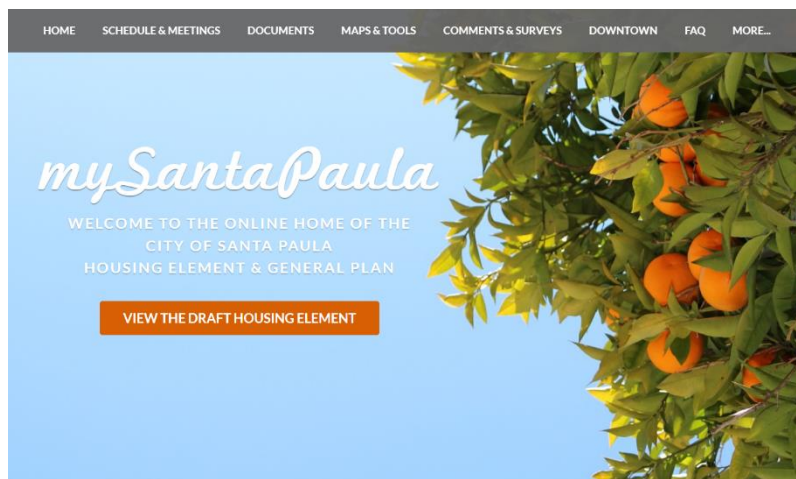 HOME SCHEDULE & MEETINGS DOCUMENTS MAPS & TOOLS COMMENTS & SURVEYS DOWNTOWN FAQ MORE...
mySantaPaula
WELCOME TO THE ONLINE HOME OF THE
CITY OF SANTA PAULA
HOUSING ELEMENT & GENERAL PLAN
VIEW THE DRAFT HOUSING ELEMENT